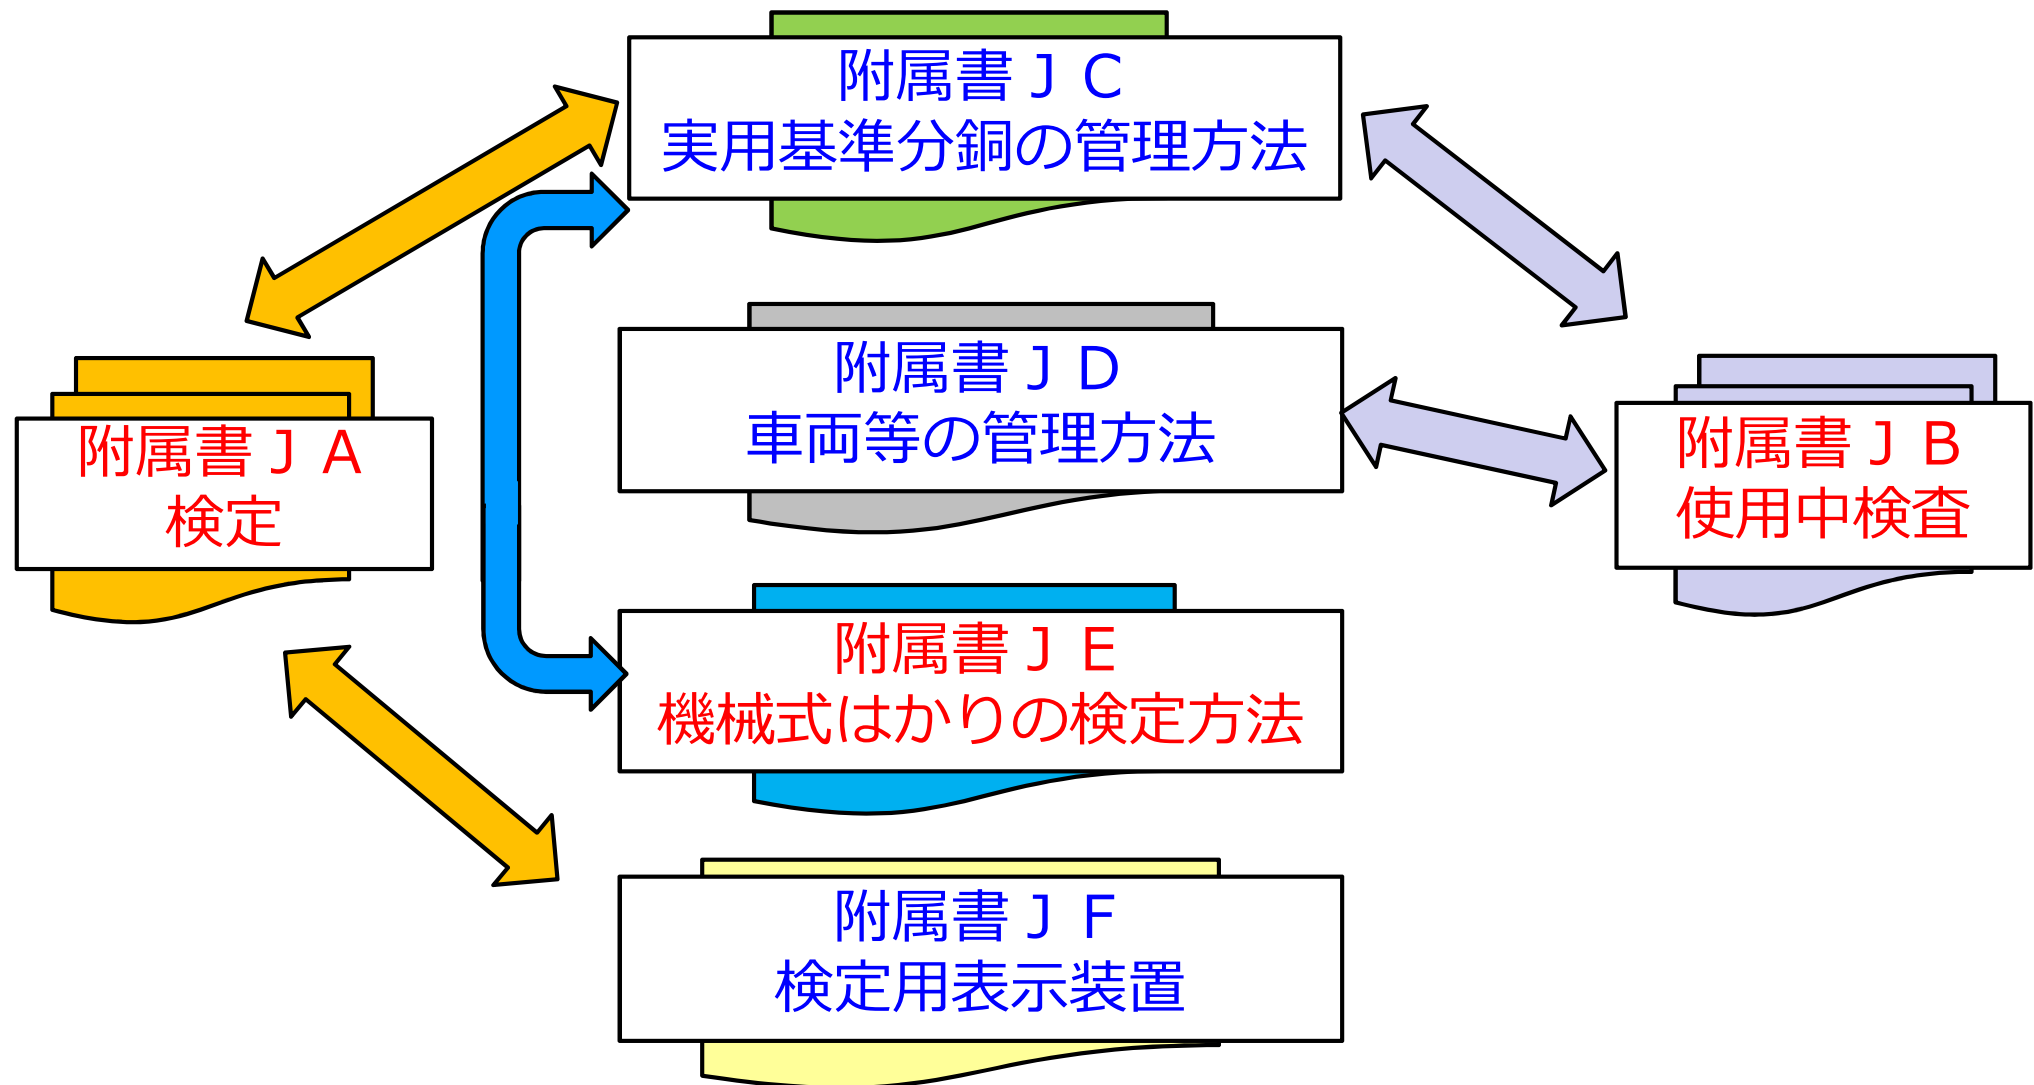 附属書ＪＣ
実用基準分銅の管理方法
附属書ＪＤ
車両等の管理方法
附属書ＪＡ
検定
附属書ＪＢ
使用中検査
附属書ＪＥ
機械式はかりの検定方法
附属書ＪＦ
検定用表示装置